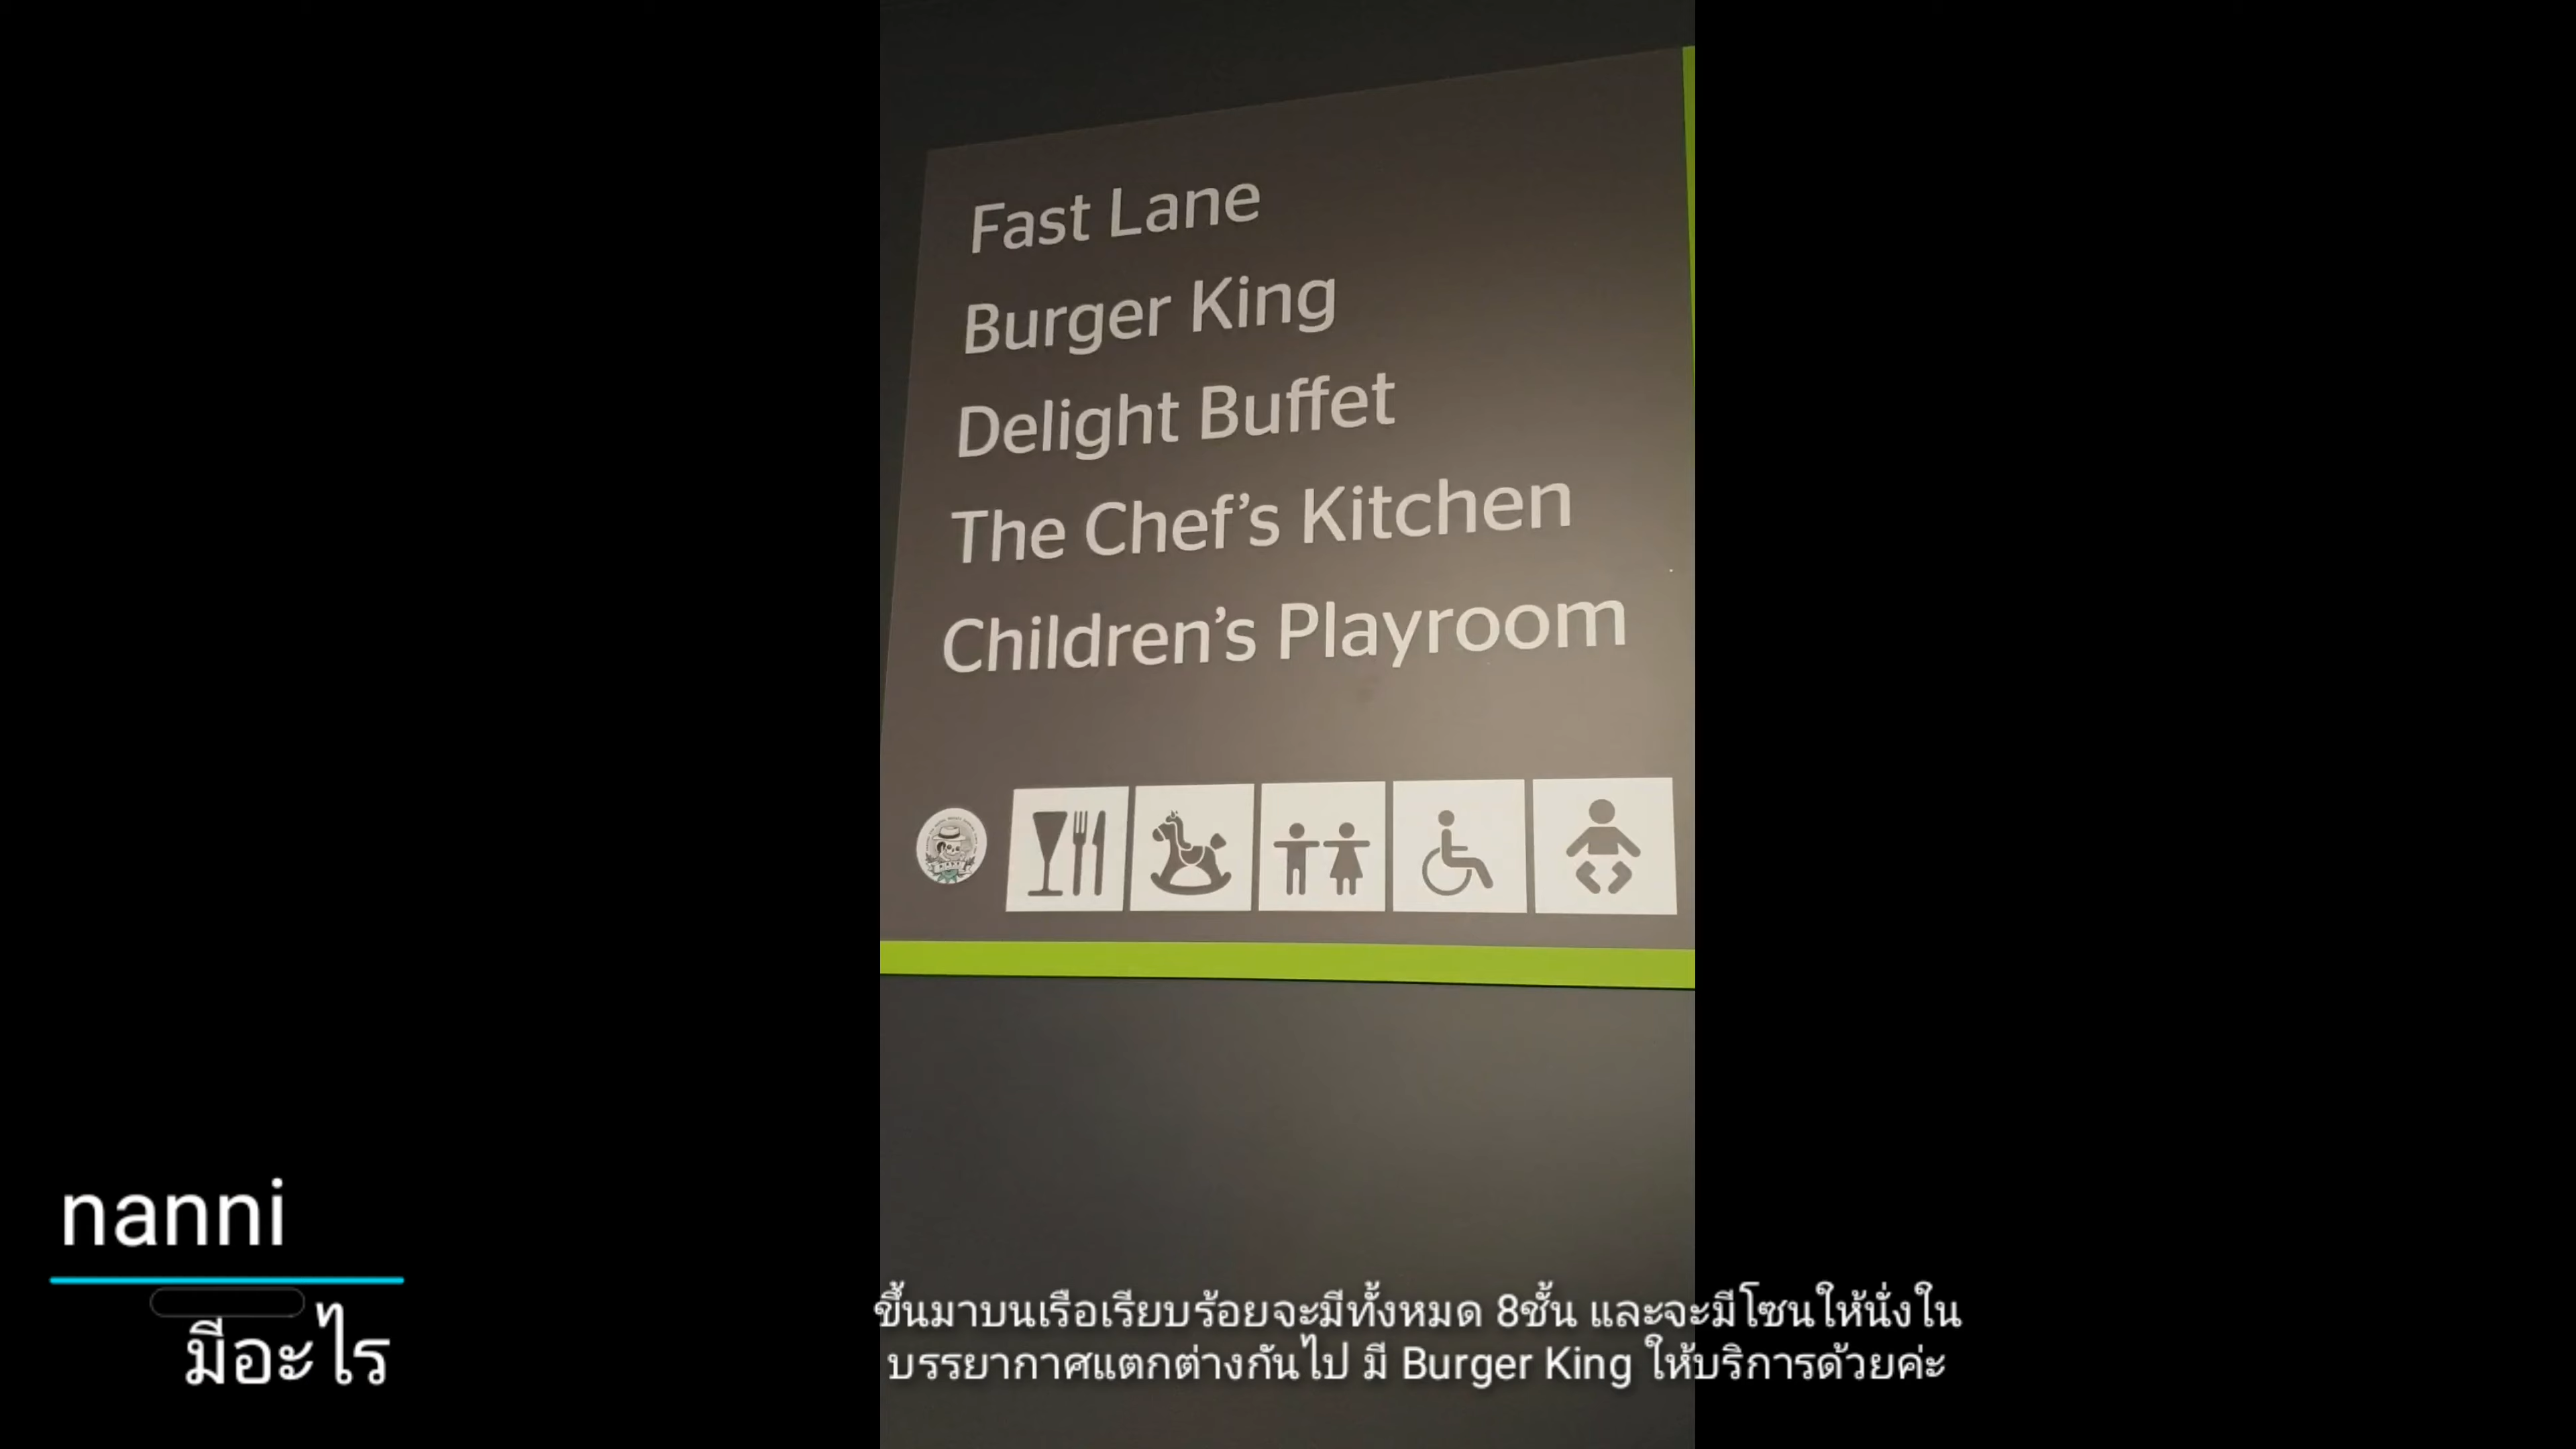 Fast Lane
Burger King
Delight Buffet
The Chef's Kitchen
Children's Playroom
nanni
มีอะไร
ขึ้นมาบนเรือเรียบร้อยจะมีทั้งหมด 8ชั้น และจะมีโซนให้นั่งใน
บรรยากาศแตกต่างกันไป มี Burger King ให้บริการด้วยค่ะ